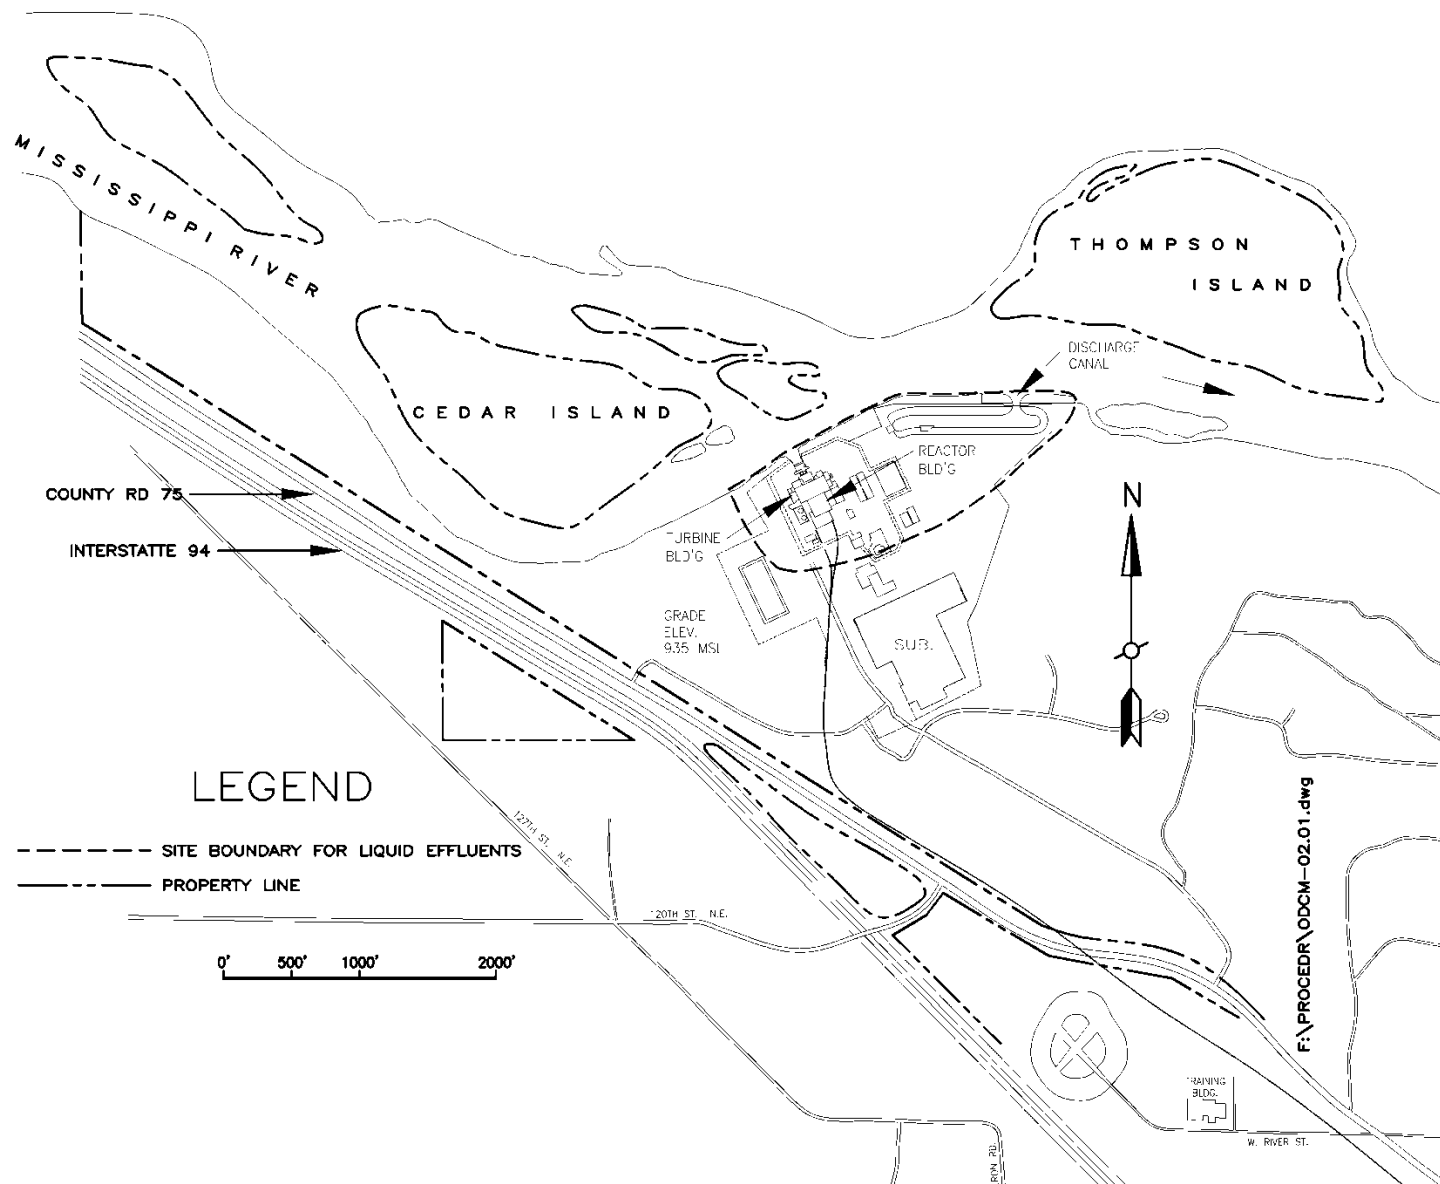 MISSISSIPPI RIVER
THOMPSON
ISLAND
DISCHARGE
CANAL
CEDAR ISLAND
REACTOR
BLD'G
COUNTY RD 75
N
TURBINE
BLD'G
INTERSTATTE 94
GRADE
ELEV.
935 MSL
SUB.
LEGEND
127TH ST. N.E.
SITE BOUNDARY FOR LIQUID EFFLUENTS
PROPERTY LINE
120TH ST. N.E.
0' 500' 1000' 2000'
F:\PROCEDR\ODCM-02.01.dwg
TRAINING
BLDG.
W. RIVER ST.
RD.